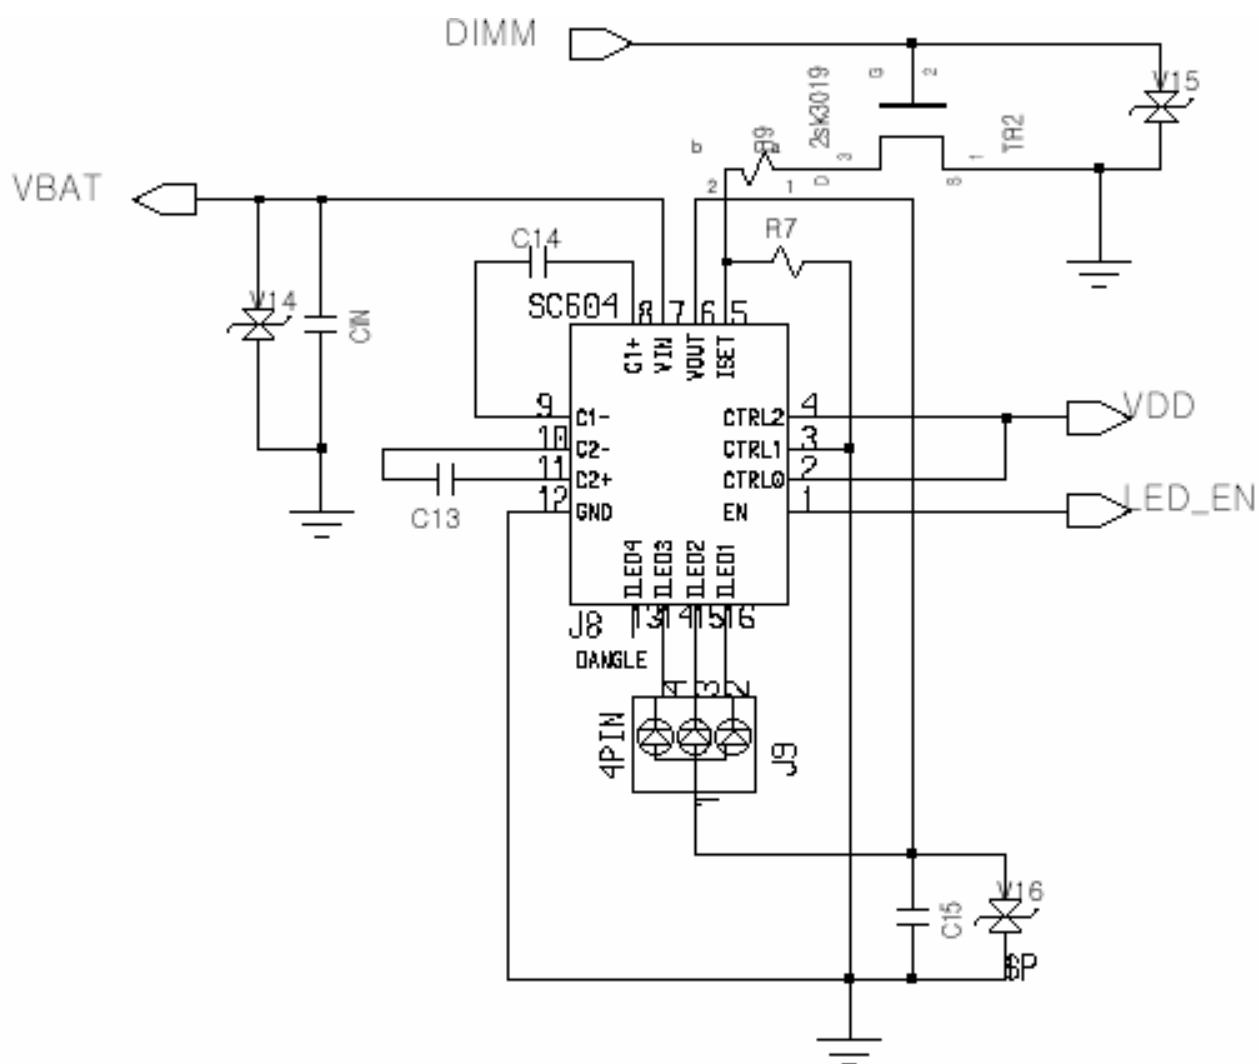 DIMM
V15
G
2
2sk3019
TR2
R9
b
a
3
1
2
1
D
S
VBAT
R7
C14
V14
CIN
SC604
8
7
6
5
C1+
VIN
VOUT
ISET
9
C1-
CTRL2
4
VDD
10
C2-
CTRL1
3
11
C2+
CTRL0
2
C13
12
GND
EN
1
LED_EN
ILED4
ILED3
ILED2
ILED1
13
14
15
16
J8
DANGLE
4
3
2
4PIN
J9
1
V16
C15